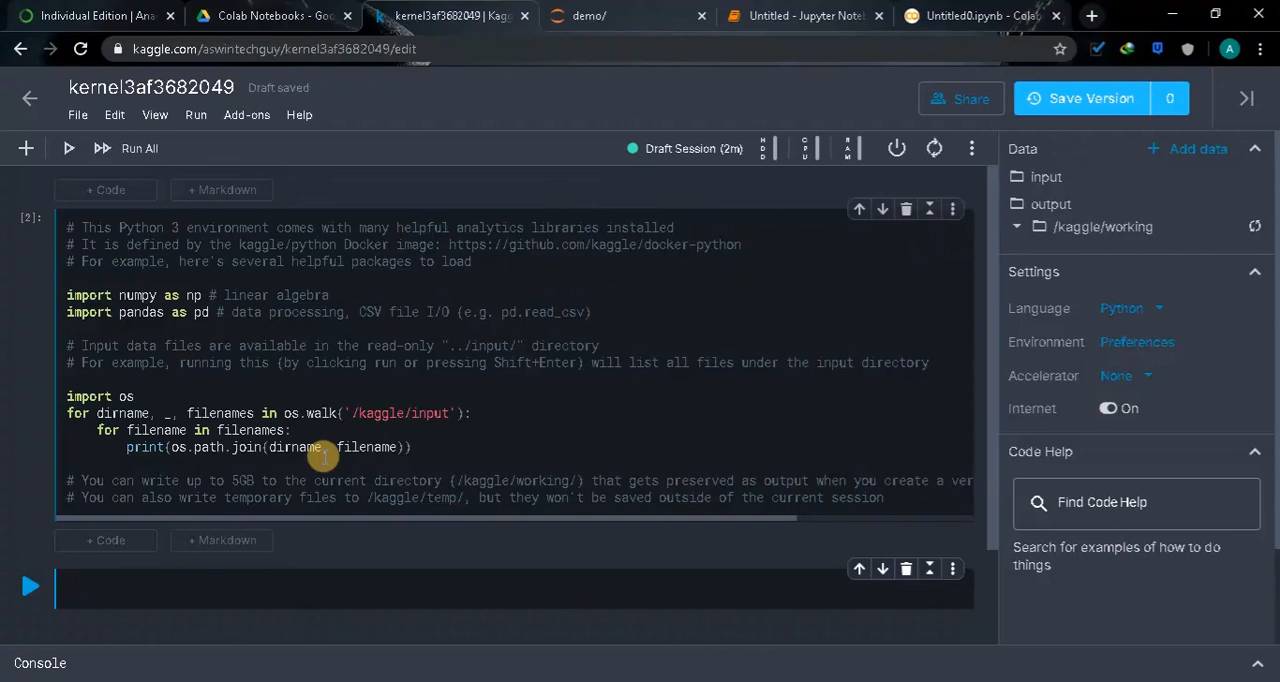 Individual Edition | Ana
Colab Notebooks - Goo
kernel3af3682049 | Kagg
demo/
Untitled - Jupyter Note
Untitled0.ipynb - Colab
kaggle.com/aswintechguy/kernel3af3682049/edit
A
kernel3af3682049
Draft saved
File Edit View Run Add-ons Help
Share
Save Version
0
Run All
Draft Session (2m)
HDD
CPU
RAM
+ Code
+ Markdown
[2]:
# This Python 3 environment comes with many helpful analytics libraries installed
# It is defined by the kaggle/python Docker image: https://github.com/kaggle/docker-python
# For example, here's several helpful packages to load
import numpy as np # linear algebra
import pandas as pd # data processing, CSV file I/O (e.g. pd.read_csv)
# Input data files are available in the read-only "../input/" directory
# For example, running this (by clicking run or pressing Shift+Enter) will list all files under the input directory
import os
for dirname, _, filenames in os.walk('/kaggle/input'):
for filename in filenames:
print(os.path.join(dirname, filename))
# You can write up to 5GB to the current directory (/kaggle/working/) that gets preserved as output when you create a ver
# You can also write temporary files to /kaggle/temp/, but they won't be saved outside of the current session
+ Code
+ Markdown
Console
Data
+ Add data
input
output
/kaggle/working
Settings
Language Python
Environment Preferences
Accelerator None
Internet On
Code Help
Find Code Help
Search for examples of how to do
things